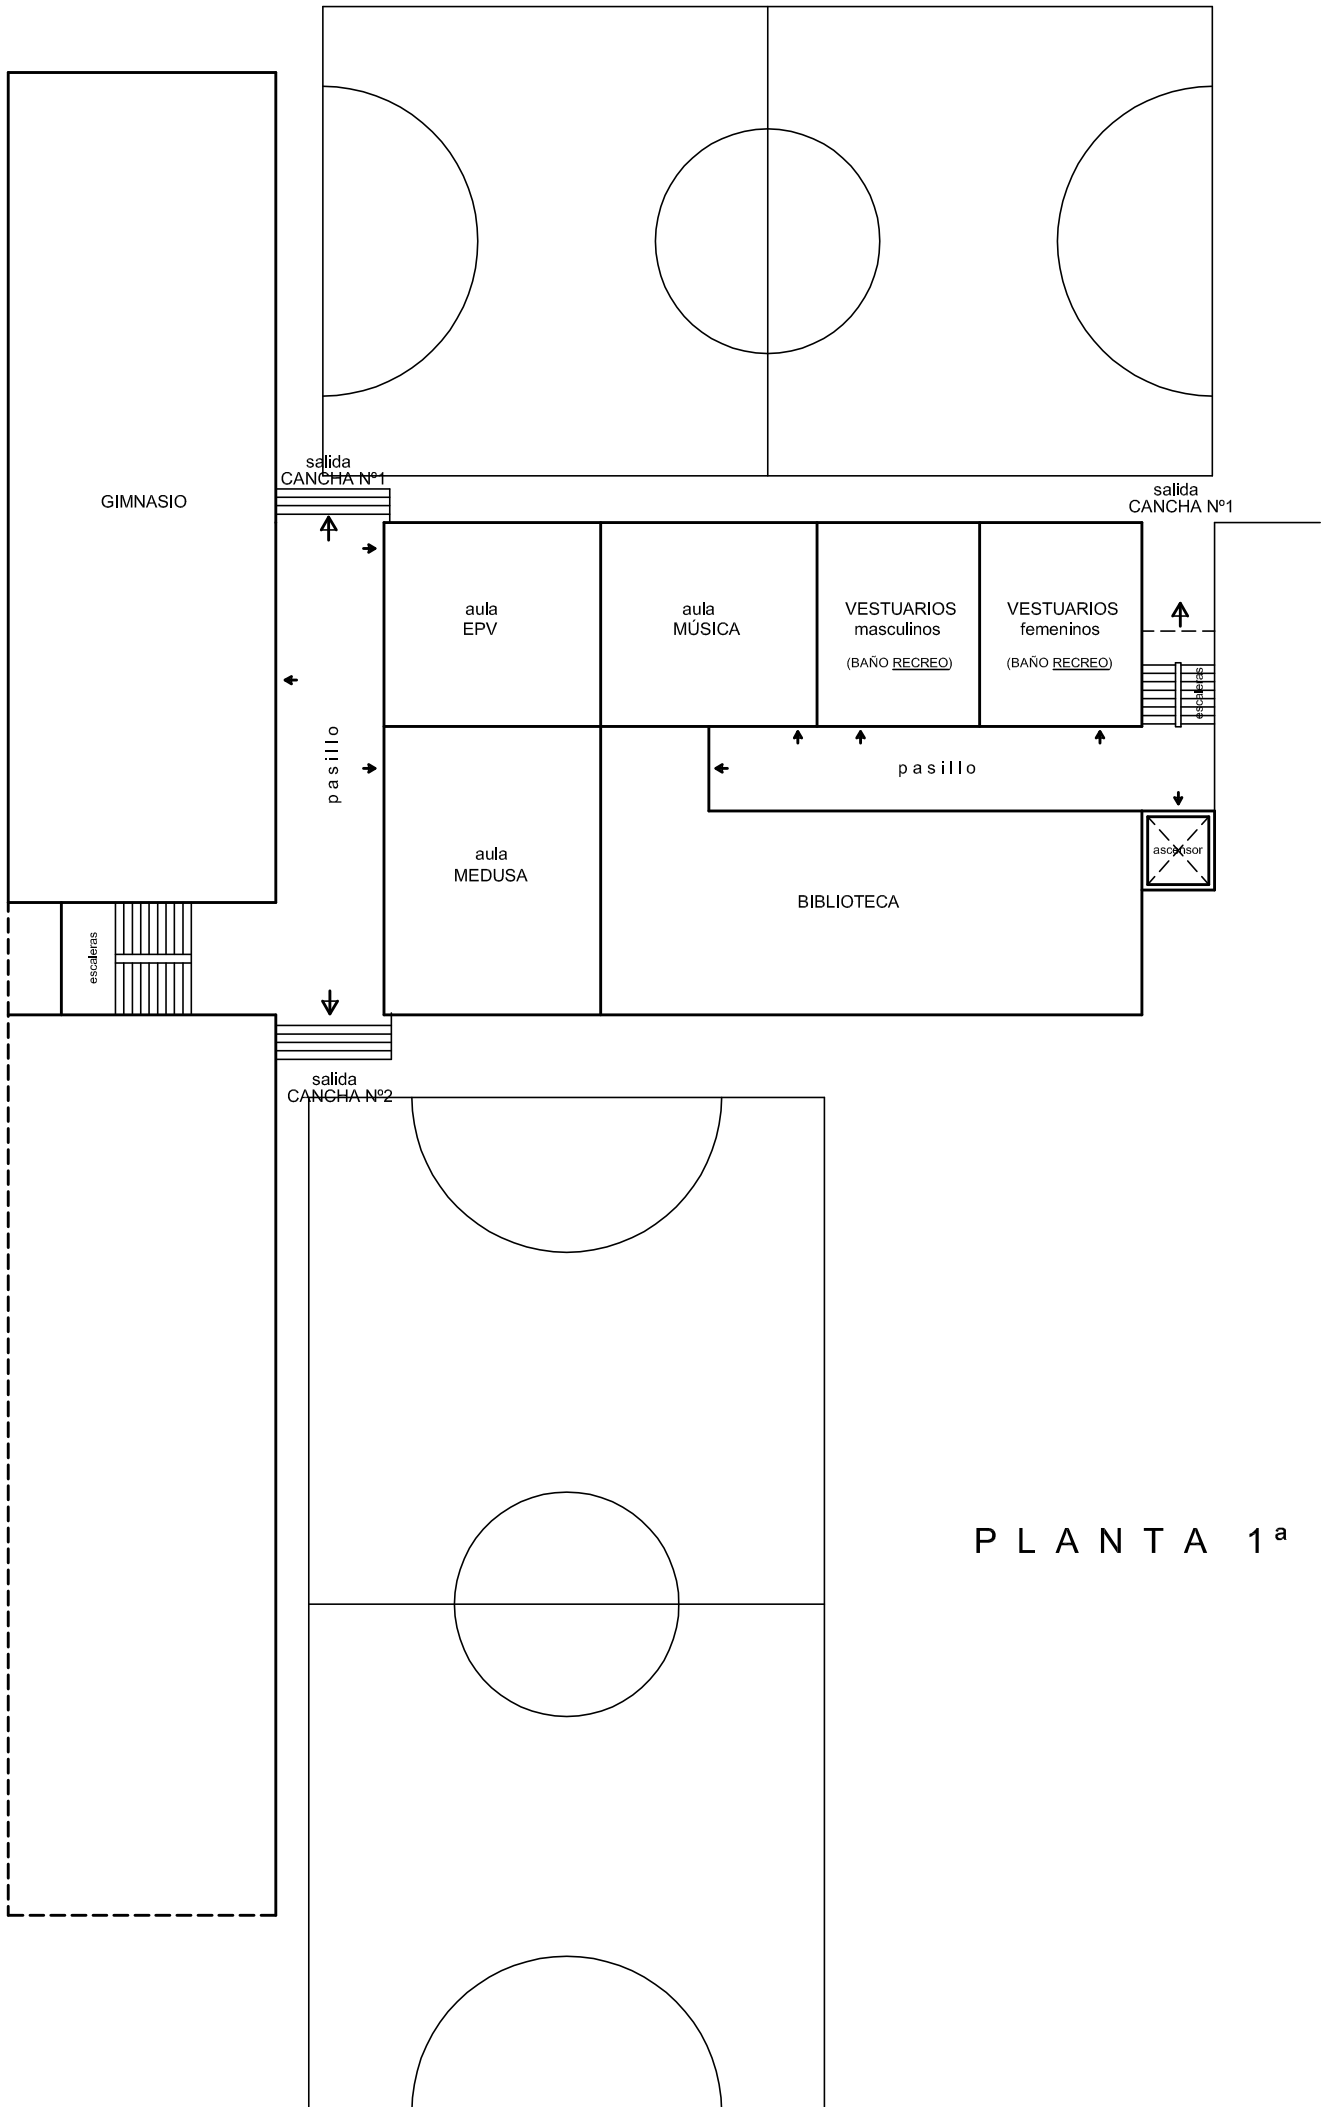 salida
CANCHA Nº1
GIMNASIO
salida
CANCHA Nº1
aula
EPV
aula
MÚSICA
VESTUARIOS
masculinos
(BAÑO RECREO)
VESTUARIOS
femeninos
(BAÑO RECREO)
escaleras
pasillo
pasillo
aula
MEDUSA
ascensor
BIBLIOTECA
escaleras
salida
CANCHA Nº2
PLANTA 1ª